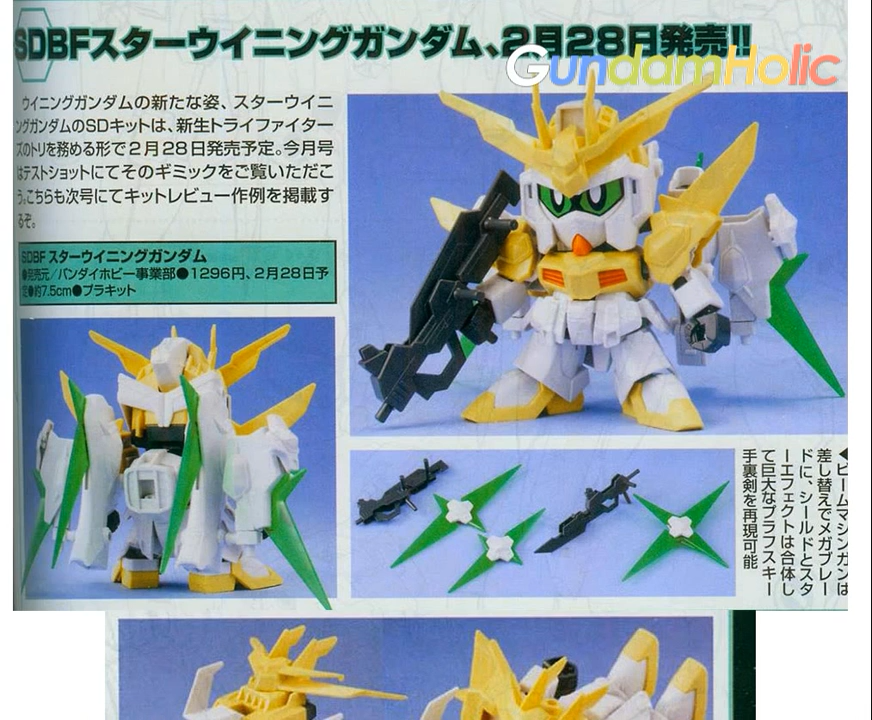 SDBFスターウイニングガンダム、2月28日発売!!
GundamHolic
ウイニングガンダムの新たな姿、スターウイニ
ングガンダムのSDキットは、新生トライファイター
ズのトリを務める形で2月28日発売予定。今月号
はテストショットにてそのギミックをご覧いただこ
う。こちらも次号にてキットレビュー作例を掲載す
るぞ。
SDBF スターウイニングガンダム
●発売元/バンダイホビー事業部●1296円、2月28日予
定●約7.5cm●プラキット
◀ビームマシンガンは
差し替えでメガブレー
ドに、シールドとスタ
ーエフェクトは合体し
て巨大なプラフスキー
手裏剣を再現可能